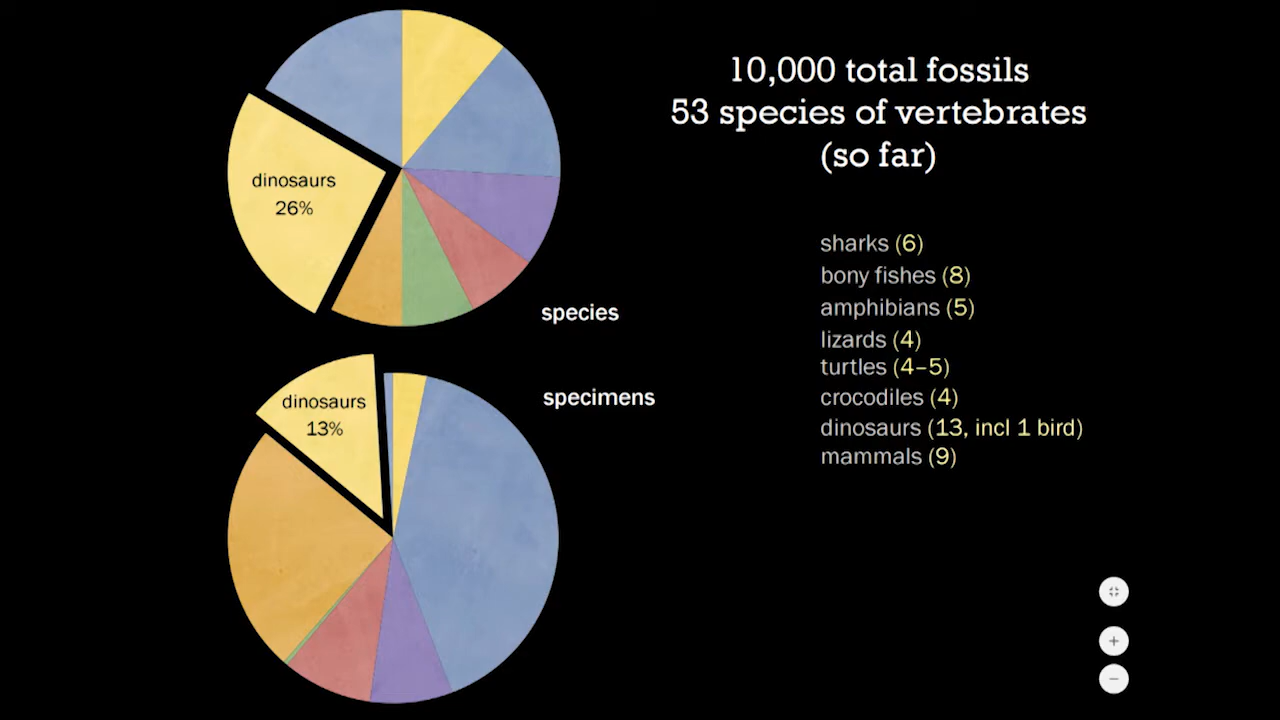 10,000 total fossils
53 species of vertebrates
(so far)
dinosaurs
26%
species
dinosaurs
13%
specimens
sharks (6)
bony fishes (8)
amphibians (5)
lizards (4)
turtles (4–5)
crocodiles (4)
dinosaurs (13, incl 1 bird)
mammals (9)